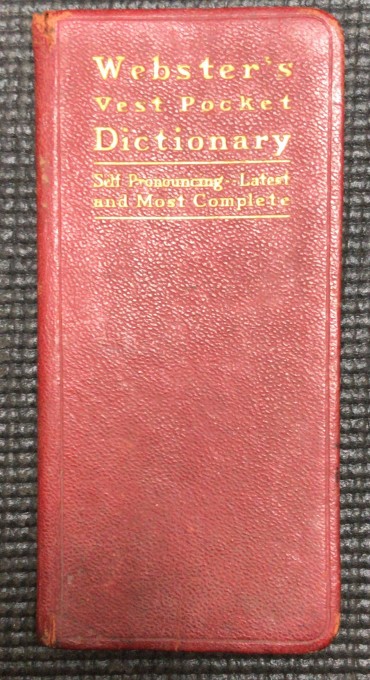 Webster's
Vest Pocket
Dictionary
Self Pronouncing--Latest
and Most Complete